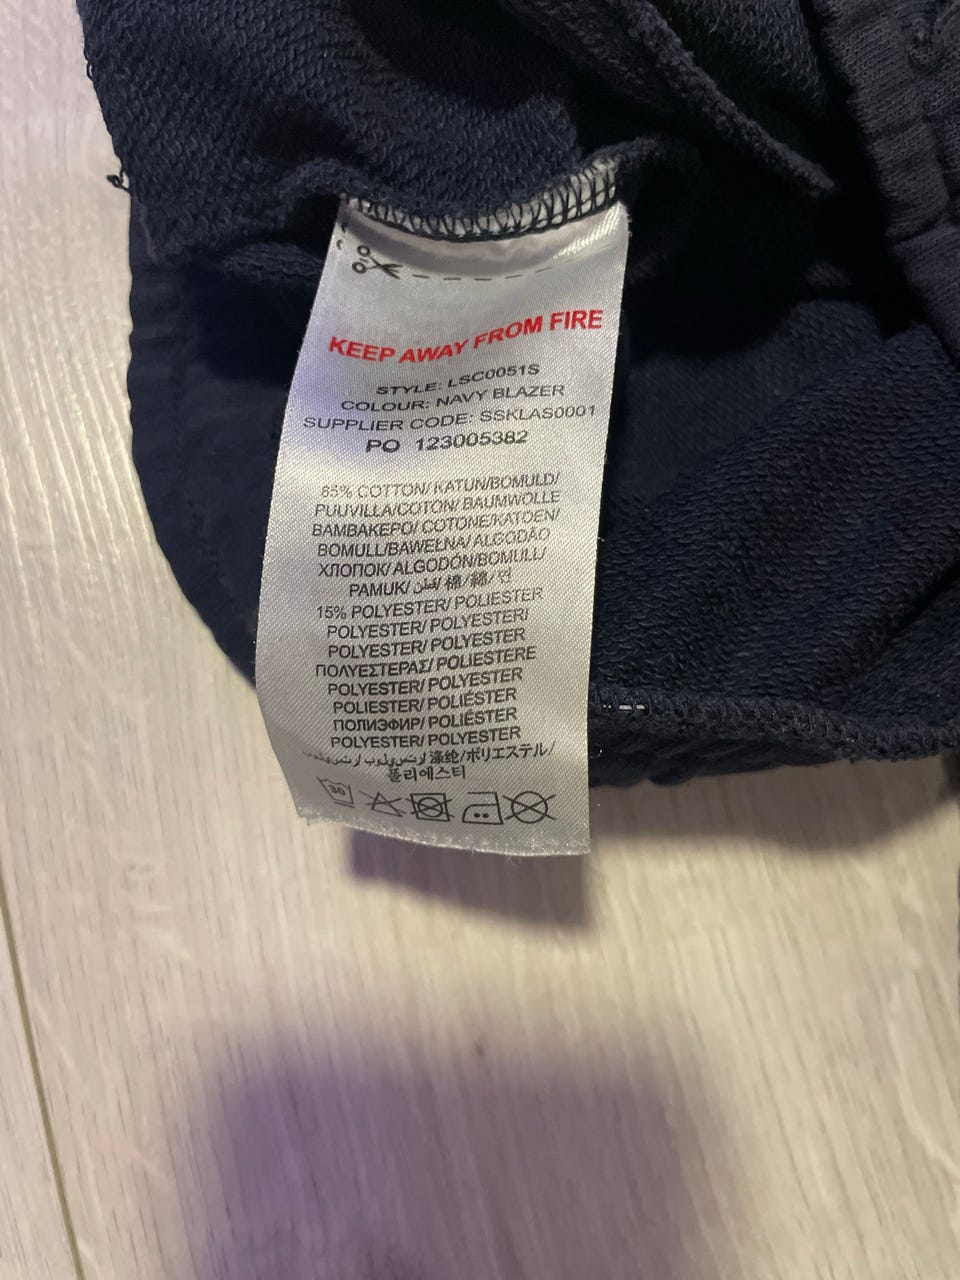 KEEP AWAY FROM FIRE
STYLE: LSC0051S
COLOUR: NAVY BLAZER
SUPPLIER CODE: SSKLAS0001
PO 123005382
85% COTTON/ KATUN/BOMULD/
PUUVILLA/COTON/ BAUMWOLLE
BAMBAKEPO/ COTONE/KATOEN/
BOMULL/BAWEŁNA/ ALGODÃO
ХЛОПОК/ ALGODÓN/BOMULL/
PAMUK/ قطن/ 棉/ 綿/ 면
15% POLYESTER/ POLIESTER
POLYESTER/ POLYESTER/
POLYESTER/ POLYESTER
ΠΟΛΥΕΣΤΕΡΑΣ/ POLIESTERE
POLYESTER/ POLYESTER
POLIESTER/ POLIÉSTER
ПОЛИЭФИР/ POLIÉSTER
POLYESTER/ POLYESTER
涤纶/ポリエステル/
폴리에스터
30